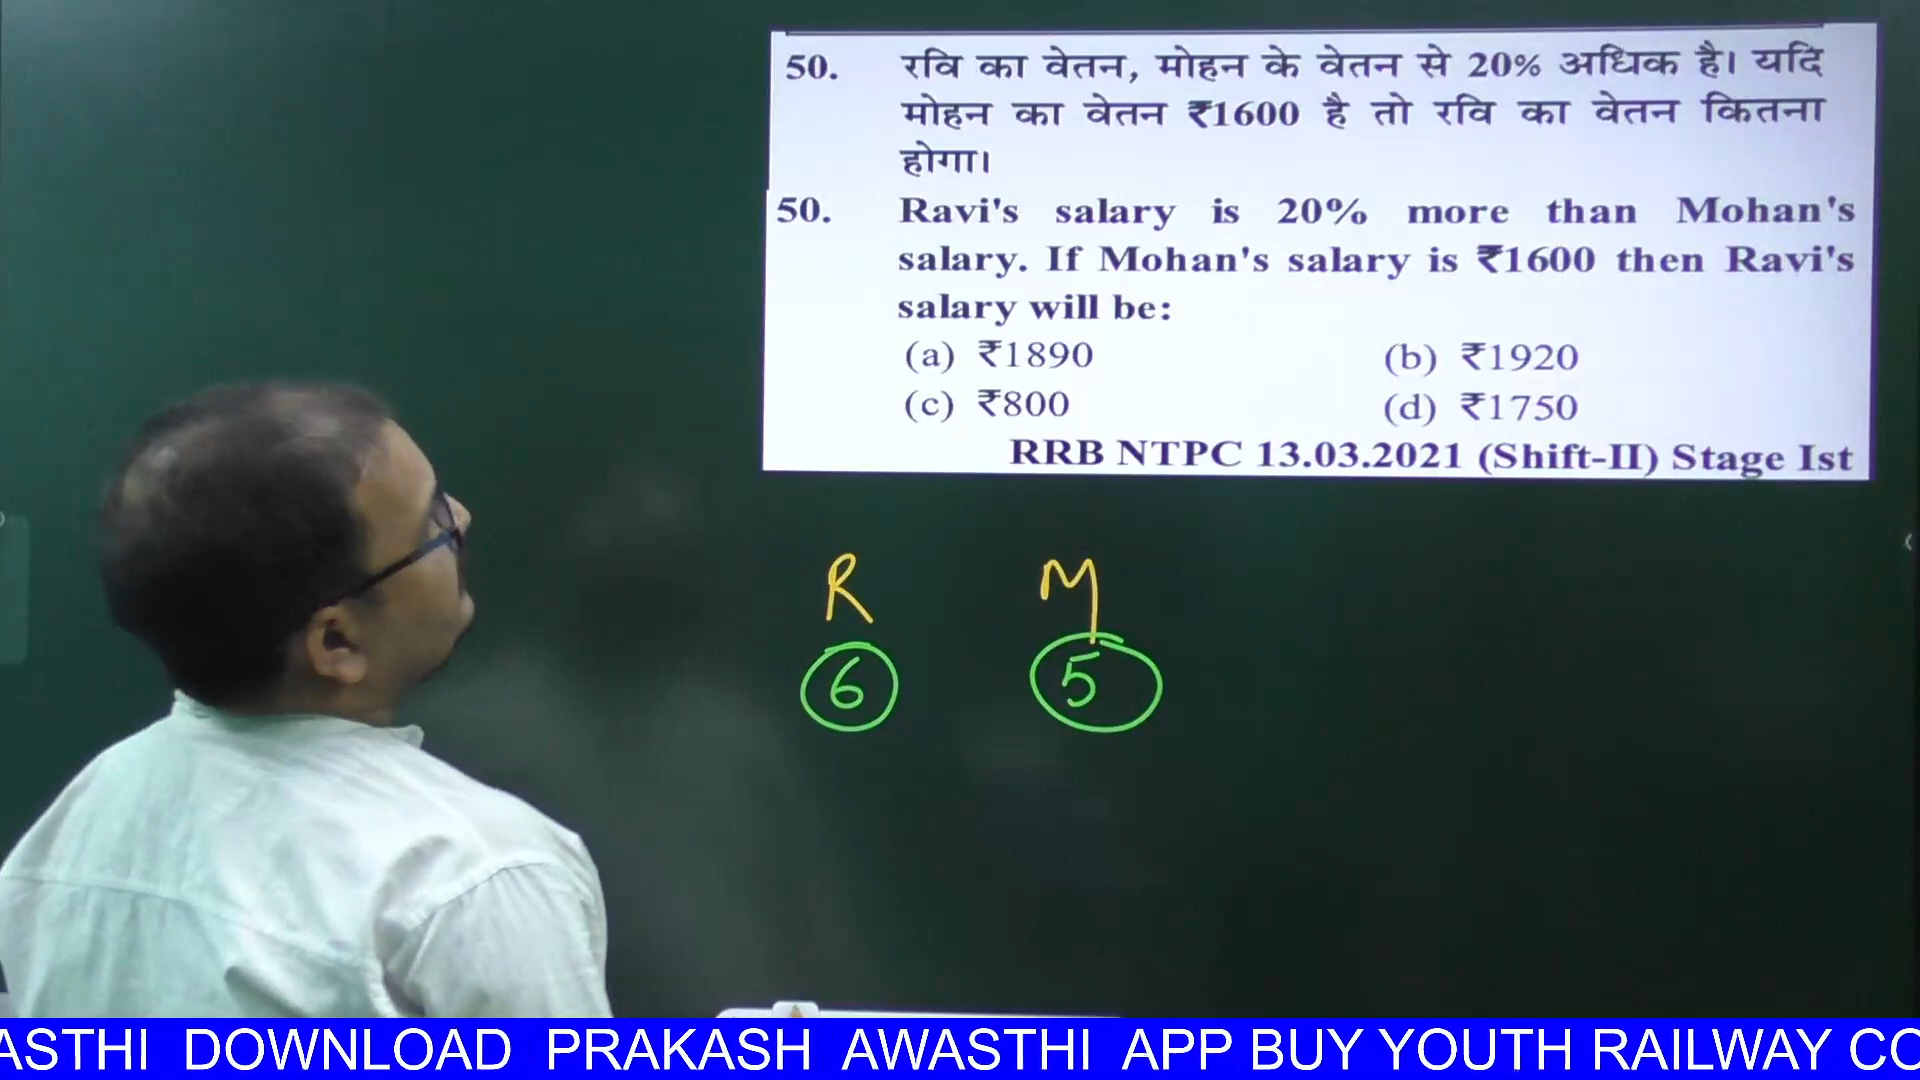 50. रवि का वेतन, मोहन के वेतन से 20% अधिक है। यदि
मोहन का वेतन ₹1600 है तो रवि का वेतन कितना
होगा।
50. Ravi's salary is 20% more than Mohan's
salary. If Mohan's salary is ₹1600 then Ravi's
salary will be:
(a) ₹1890 (b) ₹1920
(c) ₹800 (d) ₹1750
RRB NTPC 13.03.2021 (Shift-II) Stage Ist
R M
6 5
ASTHI DOWNLOAD PRAKASH AWASTHI APP BUY YOUTH RAILWAY CO